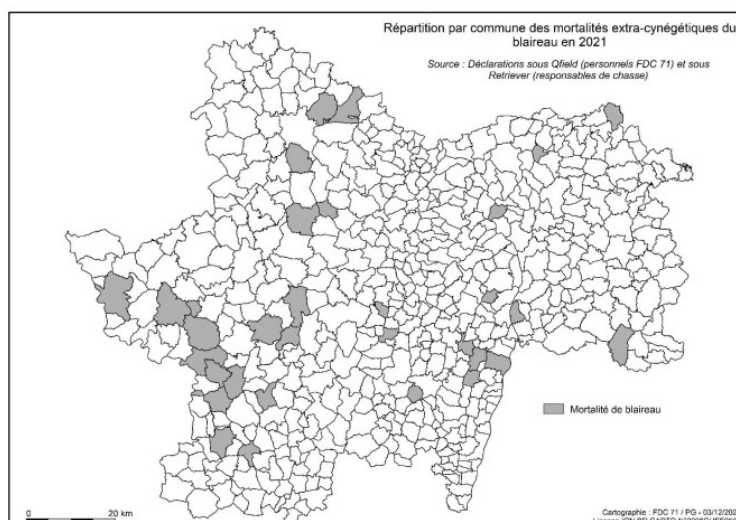 Répartition par commune des mortalités extra-cynégétiques du
blaireau en 2021
Source : Déclarations sous Qfield (personnels FDC 71) et sous
Retriever (responsables de chasse)
Mortalité de blaireau
0 20 km
Cartographie : FDC 71 / PG - 03/12/202